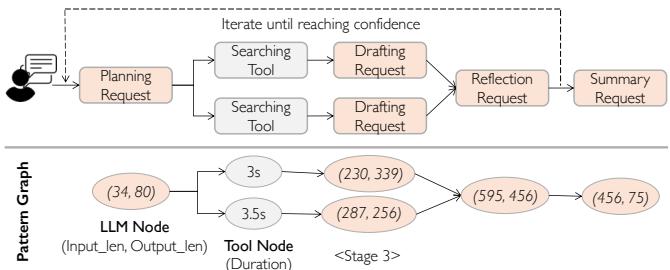 Iterate until reaching confidence
Planning
Request
Searching
Tool
Drafting
Request
Searching
Tool
Drafting
Request
Reflection
Request
Summary
Request
Pattern Graph
(34, 80)
LLM Node
(Input_len, Output_len)
3s
3.5s
Tool Node
(Duration)
(230, 339)
(287, 256)
<Stage 3>
(595, 456)
(456, 75)